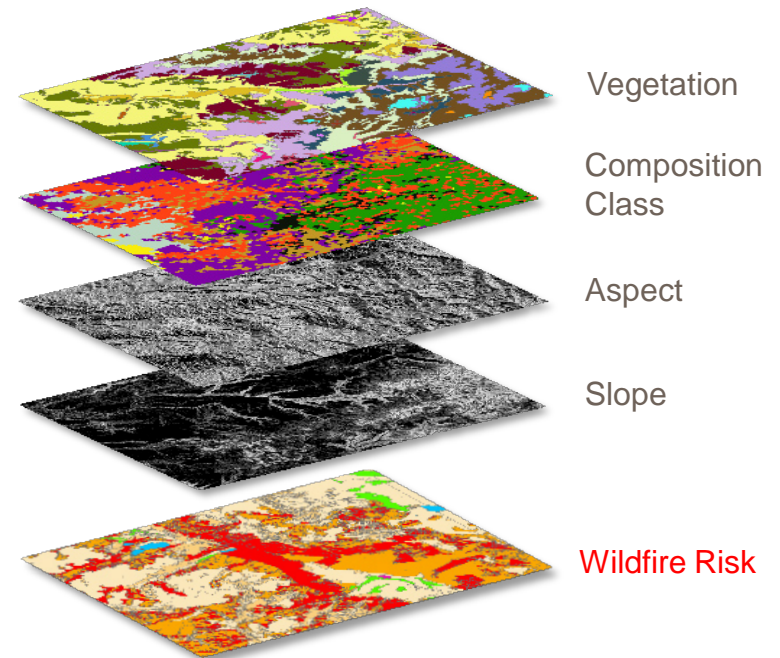 Vegetation
Composition
Class
Aspect
Slope
Wildfire Risk